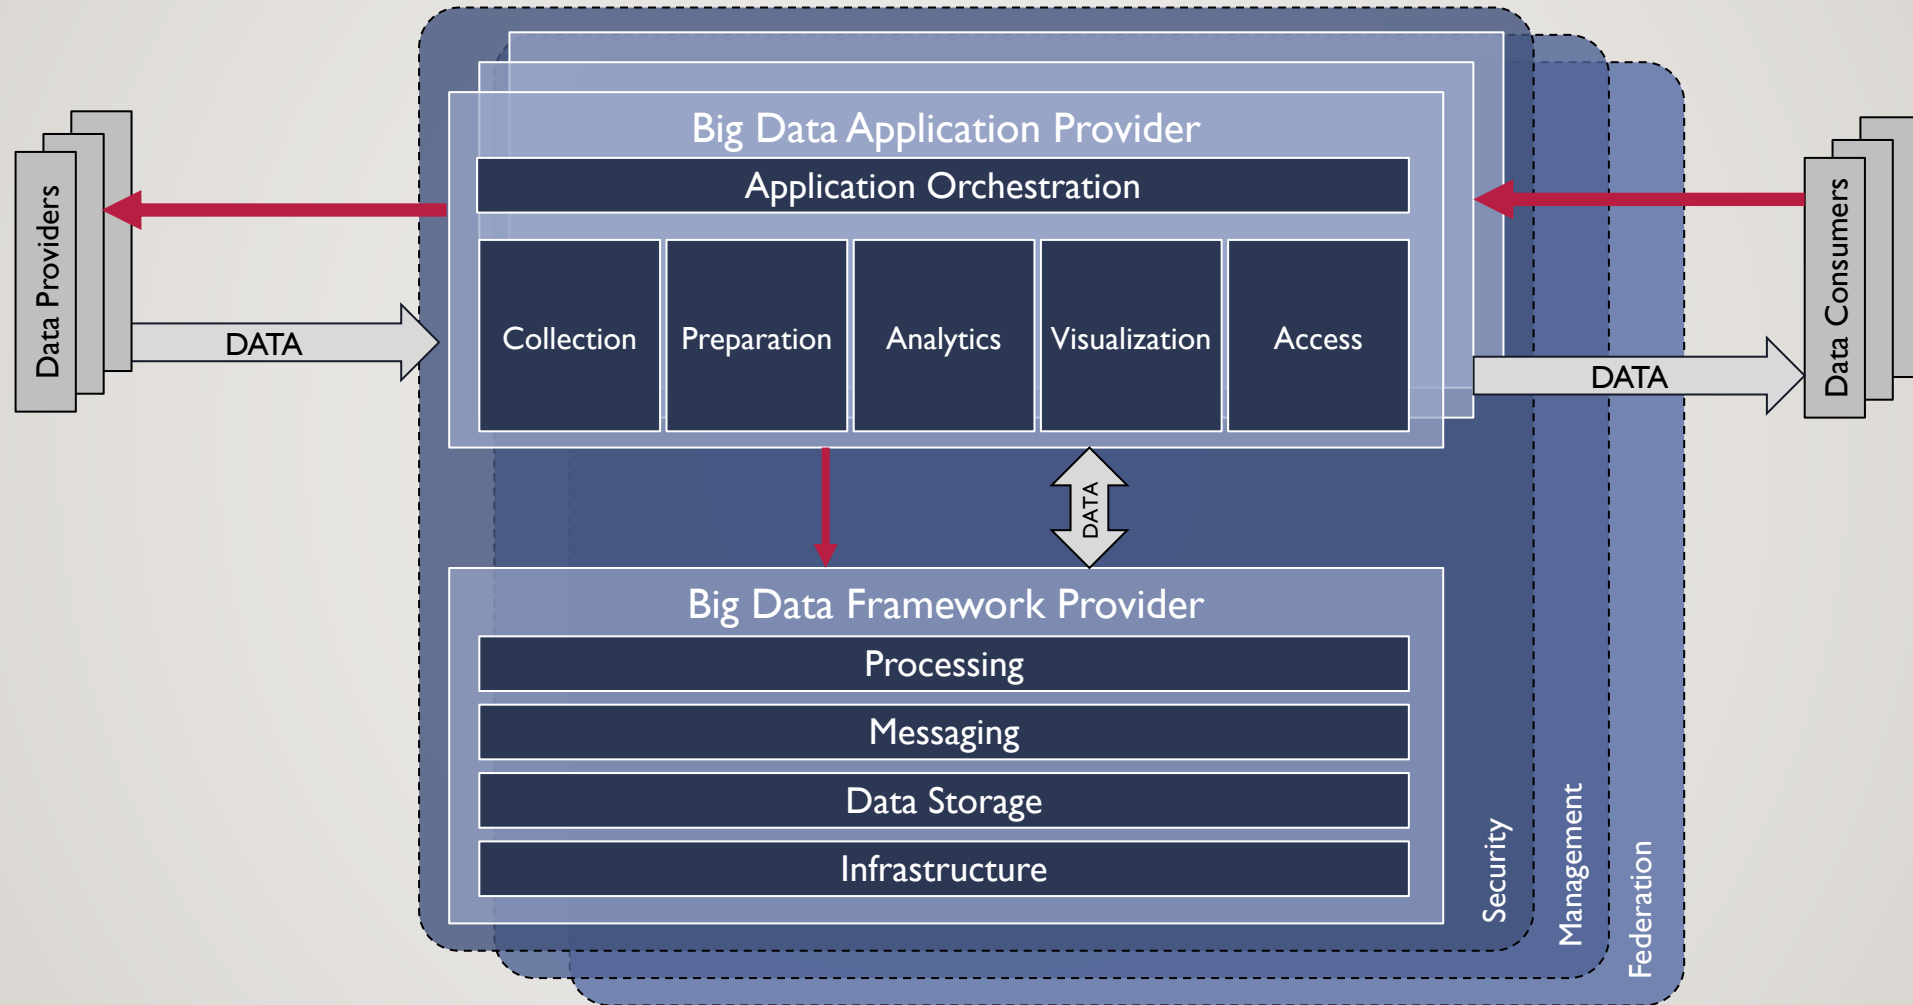 Big Data Application Provider
Application Orchestration
Data Providers
DATA
Collection
Preparation
Analytics
Visualization
Access
DATA
Data Consumers
DATA
Big Data Framework Provider
Processing
Messaging
Data Storage
Infrastructure
Security
Management
Federation